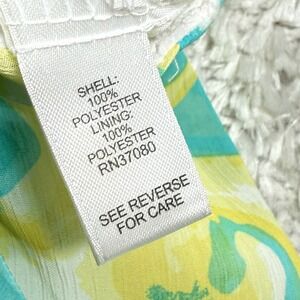 SHELL:
100%
POLYESTER
LINING:
100%
POLYESTER
RN37080
SEE REVERSE
FOR CARE